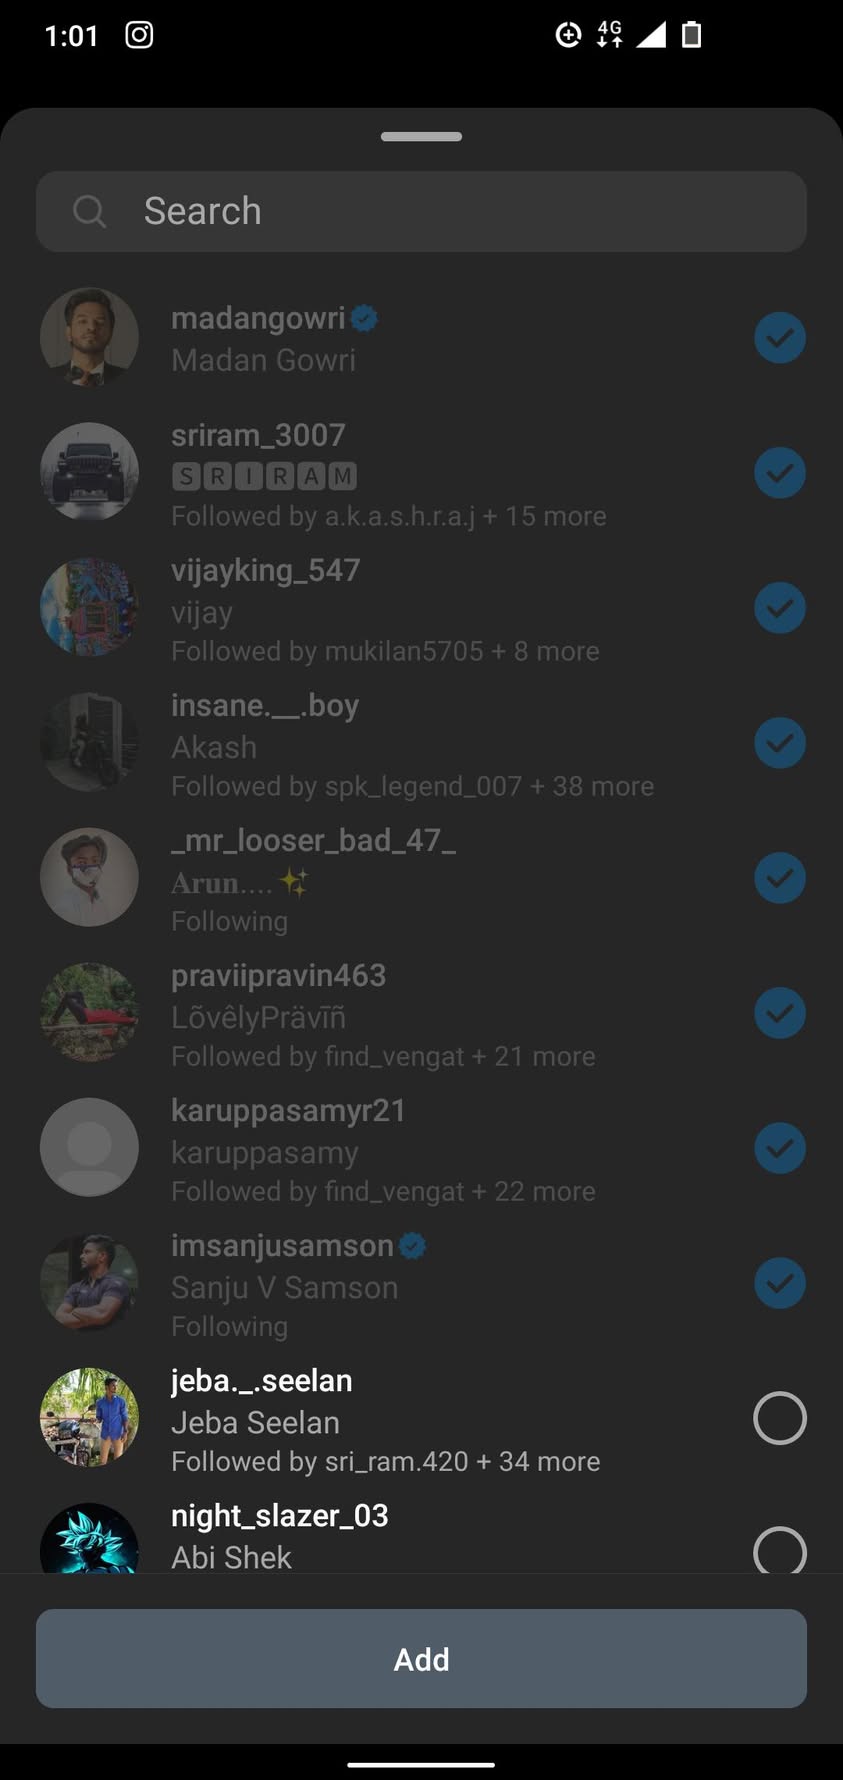 1:01
4G
Search
madangowri
Madan Gowri
sriram_3007
🆂🆁🅸🆁🅰🅼
Followed by a.k.a.s.h.r.a.j + 15 more
vijayking_547
vijay
Followed by mukilan5705 + 8 more
insane.__.boy
Akash
Followed by spk_legend_007 + 38 more
_mr_looser_bad_47_
𝐀𝐫𝐮𝐧....✨
Following
praviipravin463
LõvêlyPrävīñ
Followed by find_vengat + 21 more
karuppasamyr21
karuppasamy
Followed by find_vengat + 22 more
imsanjusamson
Sanju V Samson
Following
jeba._.seelan
Jeba Seelan
Followed by sri_ram.420 + 34 more
night_slazer_03
Abi Shek
Add